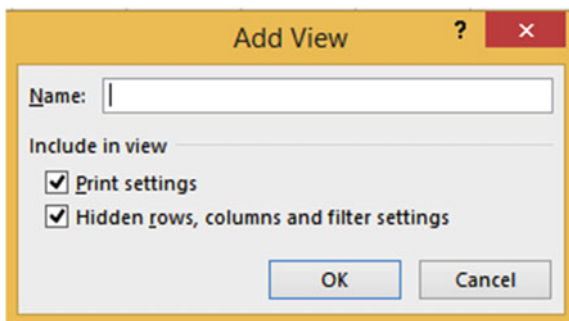 Add View ?
Name:
Include in view
Print settings
Hidden rows, columns and filter settings
OK Cancel